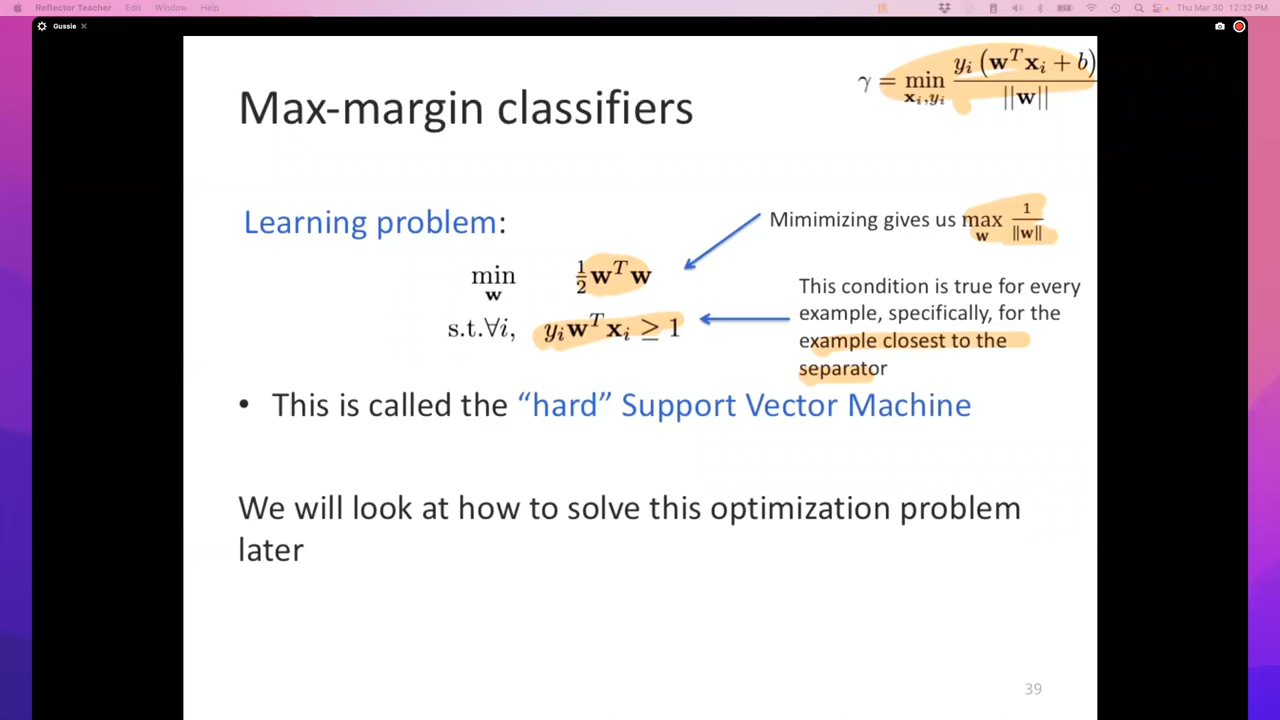 Reflector Teacher Edit Window Help Thu Mar 30 12:32 PM
Gussie
Max-margin classifiers
γ = min_{x_i,y_i} y_i (w^T x_i + b) / ||w||
Learning problem:
Mimimizing gives us max_w 1/||w||
min_w ½ w^T w
s.t.∀i, y_i w^T x_i ≥ 1
This condition is true for every
example, specifically, for the
example closest to the
separator
• This is called the “hard” Support Vector Machine
We will look at how to solve this optimization problem
later
39